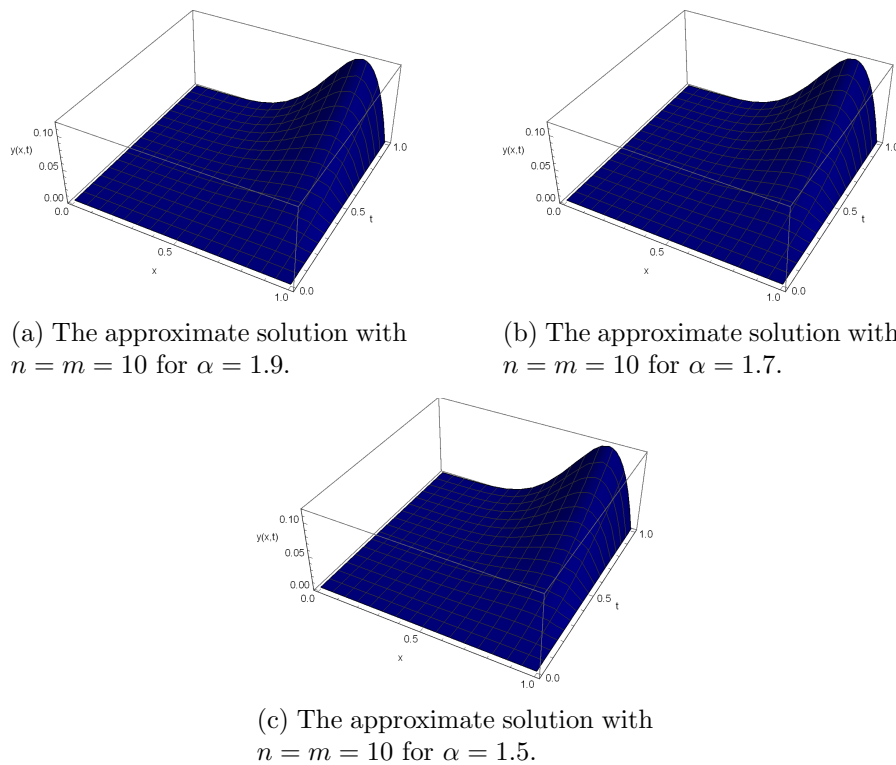 0.10
y(x,t)
0.05
0.00
0.0
0.5
x
1.0
0.0
0.5
t
1.0
0.10
y(x,t)
0.05
0.00
0.0
0.5
x
1.0
0.0
0.5
t
1.0
(a) The approximate solution with
n = m = 10 for α = 1.9.
(b) The approximate solution with
n = m = 10 for α = 1.7.
0.10
y(x,t)
0.05
0.00
0.0
0.5
x
1.0
0.0
0.5
t
1.0
(c) The approximate solution with
n = m = 10 for α = 1.5.